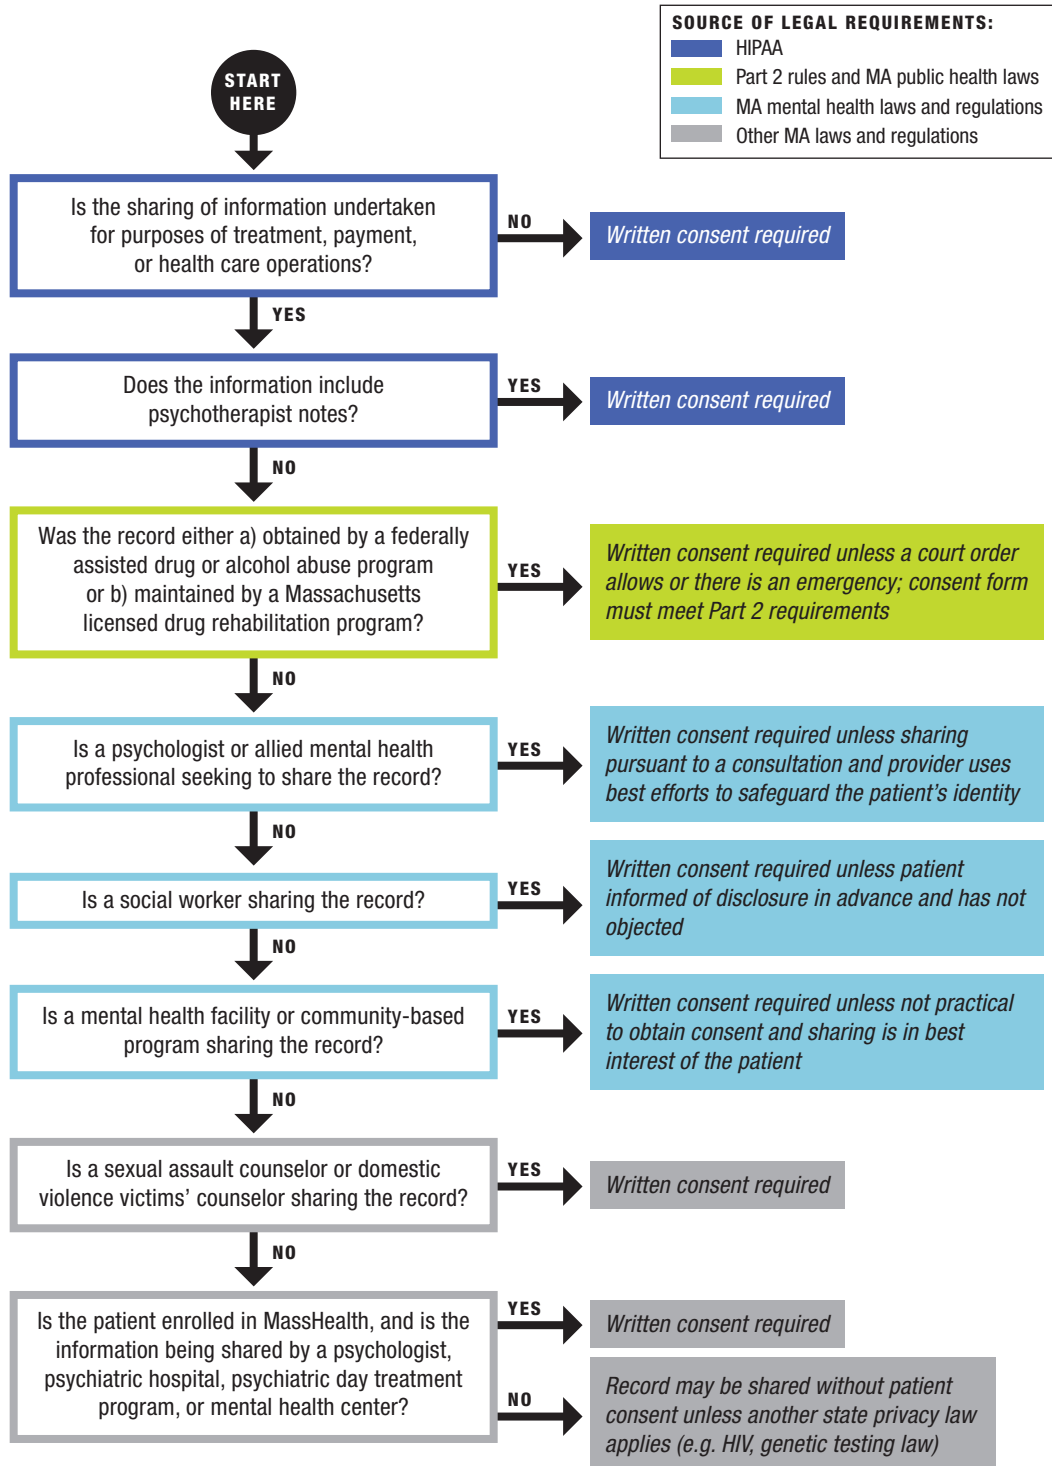 SOURCE OF LEGAL REQUIREMENTS:
HIPAA
Part 2 rules and MA public health laws
MA mental health laws and regulations
Other MA laws and regulations
START
HERE
Is the sharing of information undertaken
for purposes of treatment, payment,
or health care operations?
NO
Written consent required
YES
Does the information include
psychotherapist notes?
YES
Written consent required
NO
Was the record either a) obtained by a federally
assisted drug or alcohol abuse program
or b) maintained by a Massachusetts
licensed drug rehabilitation program?
YES
Written consent required unless a court order
allows or there is an emergency; consent form
must meet Part 2 requirements
NO
Is a psychologist or allied mental health
professional seeking to share the record?
YES
Written consent required unless sharing
pursuant to a consultation and provider uses
best efforts to safeguard the patient’s identity
NO
Is a social worker sharing the record?
YES
Written consent required unless patient
informed of disclosure in advance and has not
objected
NO
Is a mental health facility or community-based
program sharing the record?
YES
Written consent required unless not practical
to obtain consent and sharing is in best
interest of the patient
NO
Is a sexual assault counselor or domestic
violence victims’ counselor sharing the record?
YES
Written consent required
NO
Is the patient enrolled in MassHealth, and is the
information being shared by a psychologist,
psychiatric hospital, psychiatric day treatment
program, or mental health center?
YES
Written consent required
NO
Record may be shared without patient
consent unless another state privacy law
applies (e.g. HIV, genetic testing law)